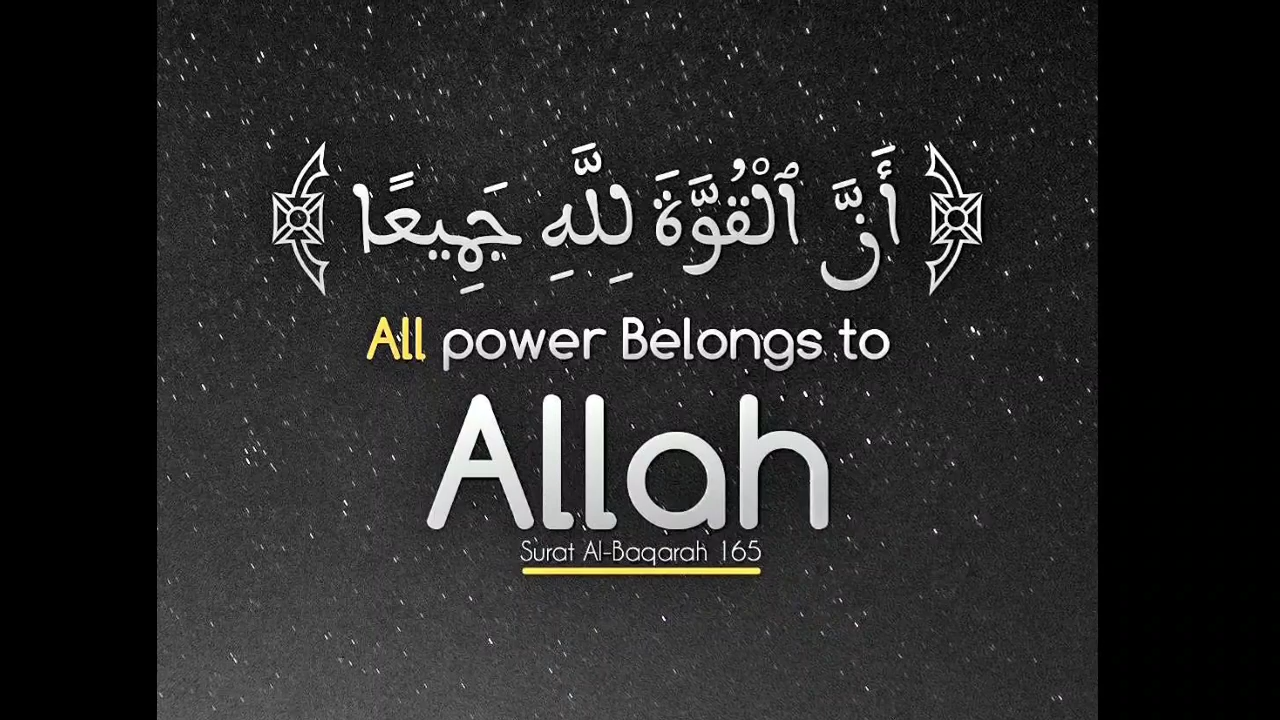 ﴿ أَنَّ ٱلْقُوَّةَ لِلَّهِ جَمِيعًا ﴾
All power Belongs to
Allah
Surat Al-Baqarah 165